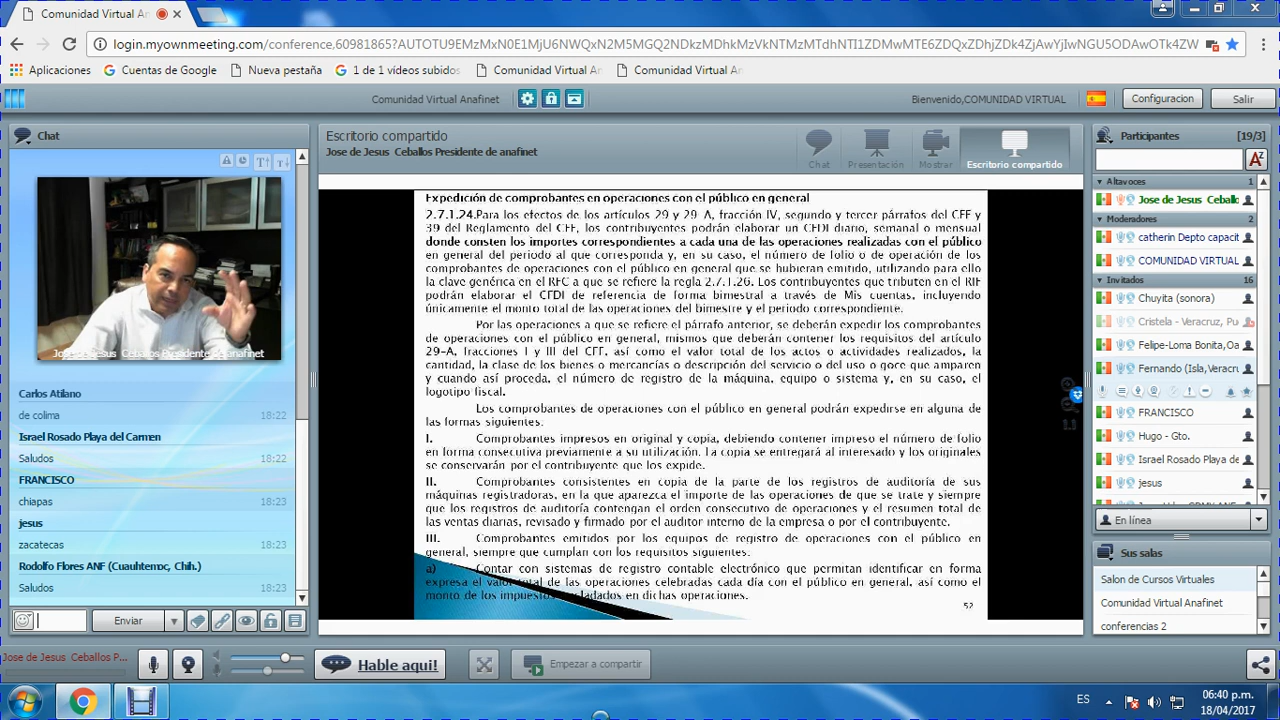 Comunidad Virtual Anafinet
login.myownmeeting.com/conference,60981865?
Aplicaciones
Cuentas de Google
Nueva pestaña
1 de 1 vídeos subidos
Comunidad Virtual An
Comunidad Virtual An
Comunidad Virtual Anafinet
Bienvenido,COMUNIDAD VIRTUAL
Configuracion
Salir
Chat
Jose de Jesus Ceballos Presidente de anafinet
Carlos Atilano
de colima 18:22
Israel Rosado Playa del Carmen
Saludos 18:22
FRANCISCO
chiapas 18:23
jesus
zacatecas 18:23
Rodolfo Flores ANF (Cuauhtemoc, Chih.)
Saludos 18:23
Enviar
Jose de Jesus Ceballos P...
Hable aqui!
Empezar a compartir
Escritorio compartido
Jose de Jesus Ceballos Presidente de anafinet
Chat
Presentación
Mostrar
Escritorio compartido
Expedición de comprobantes en operaciones con el público en general
2.7.1.24.Para los efectos de los artículos 29 y 29-A, fracción IV, segundo y tercer párrafos del CFF y
39 del Reglamento del CFF, los contribuyentes podrán elaborar un CFDI diario, semanal o mensual
donde consten los importes correspondientes a cada una de las operaciones realizadas con el público
en general del periodo al que corresponda y, en su caso, el número de folio o de operación de los
comprobantes de operaciones con el público en general que se hubieran emitido, utilizando para ello
la clave genérica en el RFC a que se refiere la regla 2.7.1.26. Los contribuyentes que tributen en el RIF
podrán elaborar el CFDI de referencia de forma bimestral a través de Mis cuentas, incluyendo
únicamente el monto total de las operaciones del bimestre y el periodo correspondiente.
Por las operaciones a que se refiere el párrafo anterior, se deberán expedir los comprobantes
de operaciones con el público en general, mismos que deberán contener los requisitos del artículo
29-A, fracciones I y III del CFF, así como el valor total de los actos o actividades realizados, la
cantidad, la clase de los bienes o mercancías o descripción del servicio o del uso o goce que amparen
y cuando así proceda, el número de registro de la máquina, equipo o sistema y, en su caso, el
logotipo fiscal.
Los comprobantes de operaciones con el público en general podrán expedirse en alguna de
las formas siguientes:
I. Comprobantes impresos en original y copia, debiendo contener impreso el número de folio
en forma consecutiva previamente a su utilización. La copia se entregará al interesado y los originales
se conservarán por el contribuyente que los expide.
II. Comprobantes consistentes en copia de la parte de los registros de auditoría de sus
máquinas registradoras, en la que aparezca el importe de las operaciones de que se trate y siempre
que los registros de auditoría contengan el orden consecutivo de operaciones y el resumen total de
las ventas diarias, revisado y firmado por el auditor interno de la empresa o por el contribuyente.
III. Comprobantes emitidos por los equipos de registro de operaciones con el público en
general, siempre que cumplan con los requisitos siguientes:
a) Contar con sistemas de registro contable electrónico que permitan identificar en forma
expresa el valor total de las operaciones celebradas cada día con el público en general, así como el
monto de los impuestos trasladados en dichas operaciones.
52
1:1
Participantes [19/3]
Altavoces 1
Jose de Jesus Ceballo
Moderadores 2
catherin Depto capacit
COMUNIDAD VIRTUAL
Invitados 16
Chuyita (sonora)
Cristela - Veracruz, Pu
Felipe-Loma Bonita,Oa
Fernando (Isla,Veracr
FRANCISCO
Hugo - Gto.
Israel Rosado Playa de
jesus
En línea
Sus salas
Salon de Cursos Virtuales
Comunidad Virtual Anafinet
conferencias 2
ES
06:40 p.m.
18/04/2017